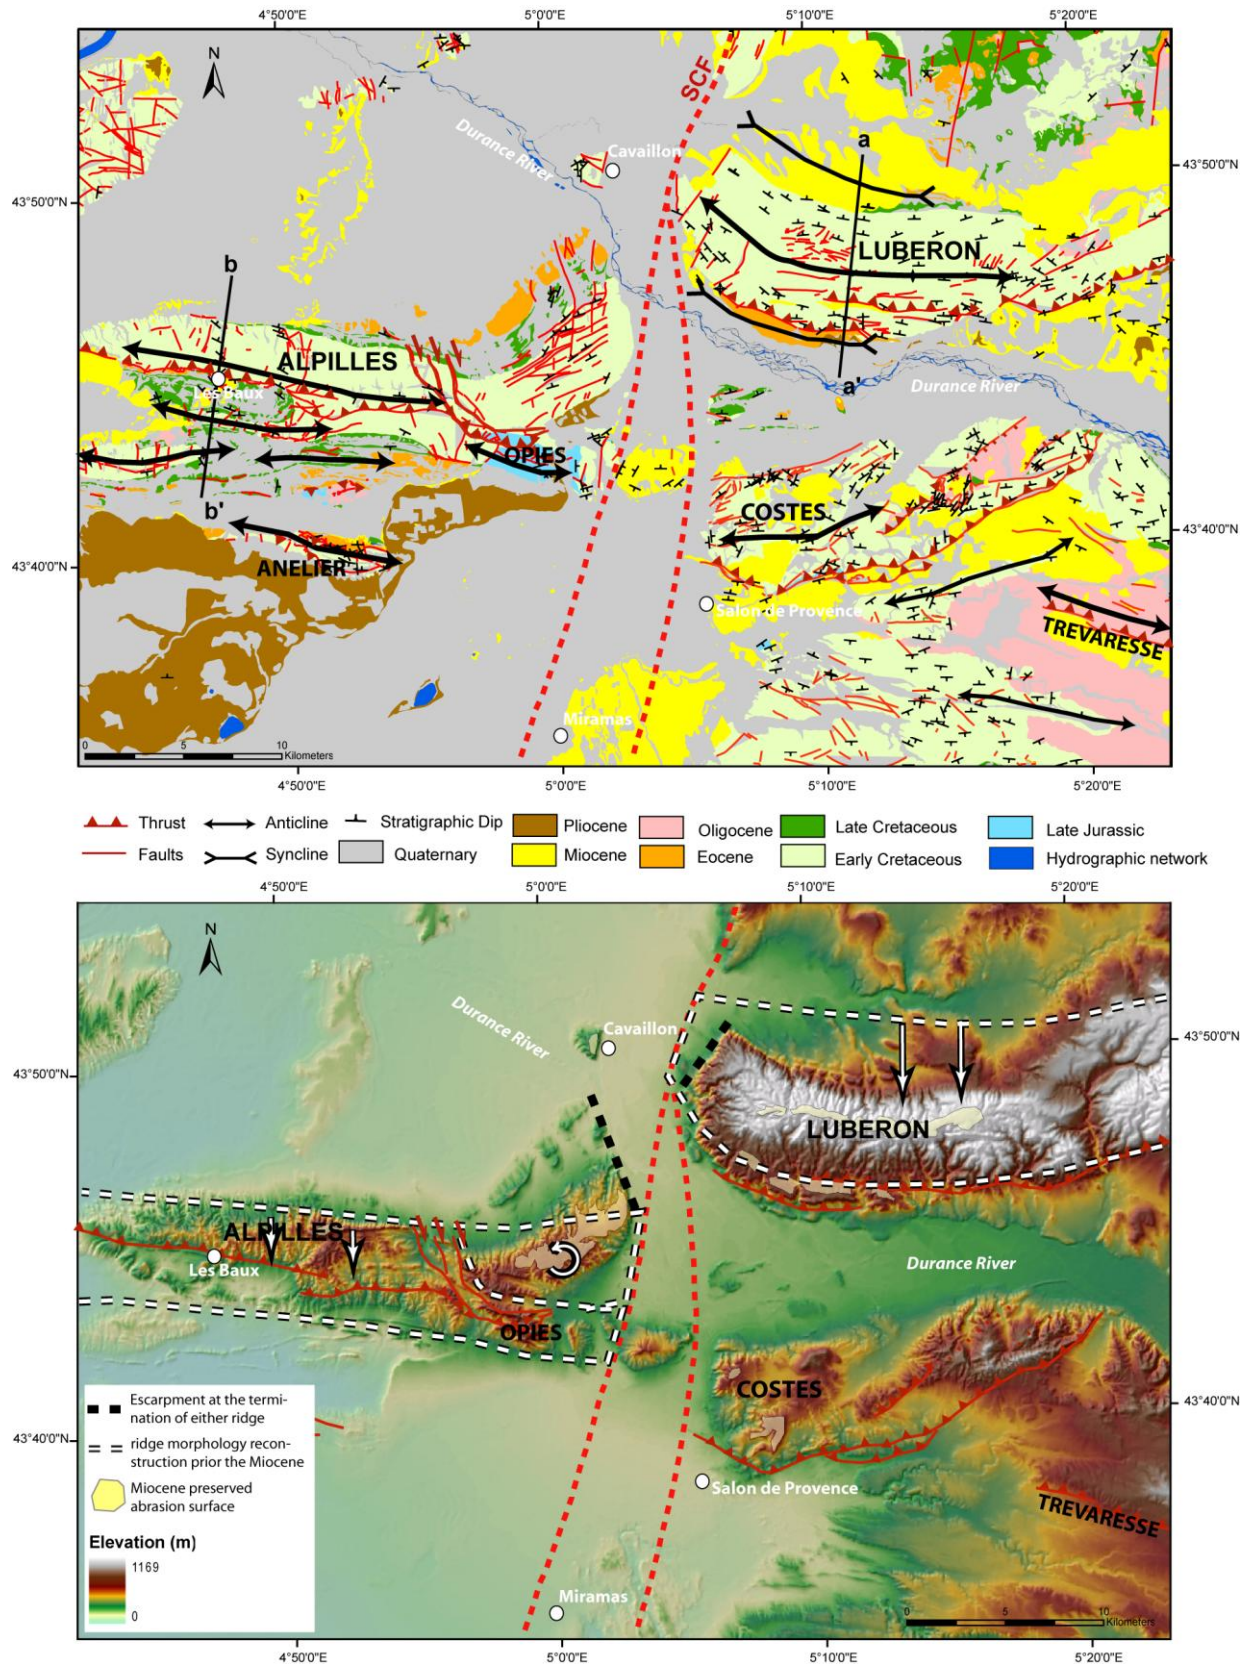 4°50'0"E 5°0'0"E 5°10'0"E 5°20'0"E
N
SCF
Durance River
Cavaillon
a
43°50'0"N
43°50'0"N
LUBERON
b
ALPILLES
Les Baux
a'
Durance River
OPIES
COSTES
b'
43°40'0"N
43°40'0"N
ANELIER
Salon de Provence
TREVARESSE
Miramas
0 5 10
Kilometers
4°50'0"E 5°0'0"E 5°10'0"E 5°20'0"E
Thrust Anticline Stratigraphic Dip Pliocene Oligocene Late Cretaceous Late Jurassic
Faults Syncline Quaternary Miocene Eocene Early Cretaceous Hydrographic network
4°50'0"E 5°0'0"E 5°10'0"E 5°20'0"E
N
Durance River
Cavaillon
43°50'0"N
43°50'0"N
LUBERON
ALPILLES
Les Baux
Durance River
OPIES
COSTES
43°40'0"N
43°40'0"N
Salon de Provence
TREVARESSE
Escarpment at the termi-
nation of either ridge
ridge morphology recon-
struction prior the Miocene
Miocene preserved
abrasion surface
Elevation (m)
1169
0
Miramas
0 5 10
Kilometers
4°50'0"E 5°0'0"E 5°10'0"E 5°20'0"E